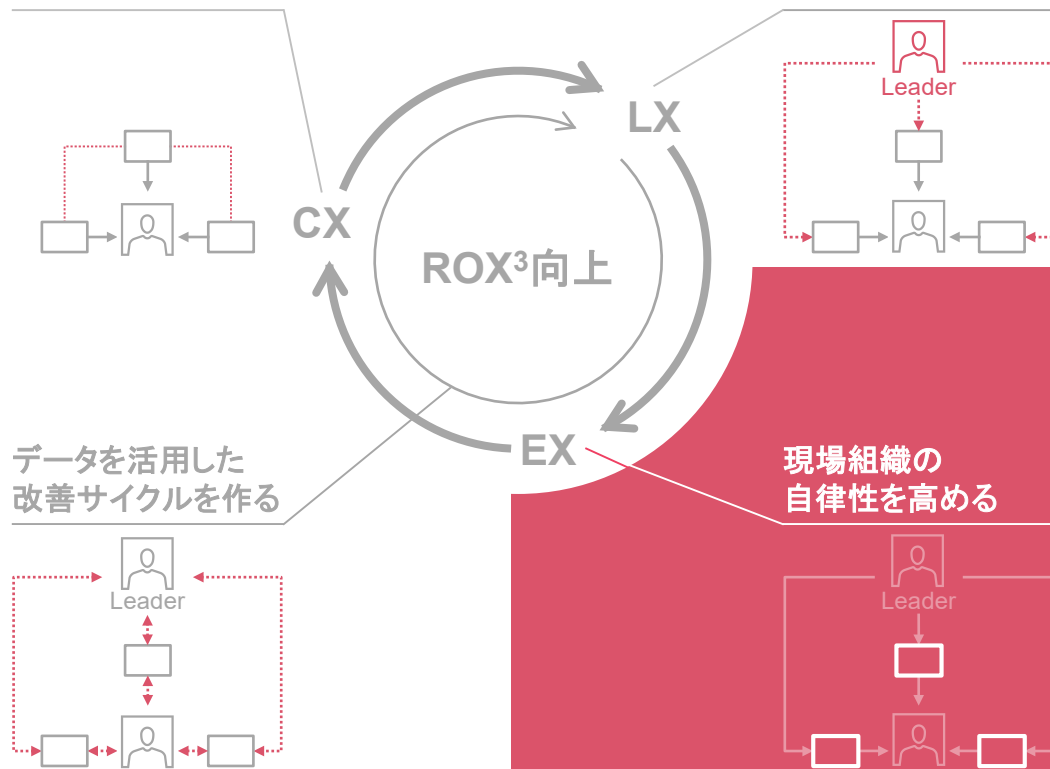 Leader
LX
CX
ROX³向上
EX
データを活用した
改善サイクルを作る
現場組織の
自律性を高める
Leader
Leader